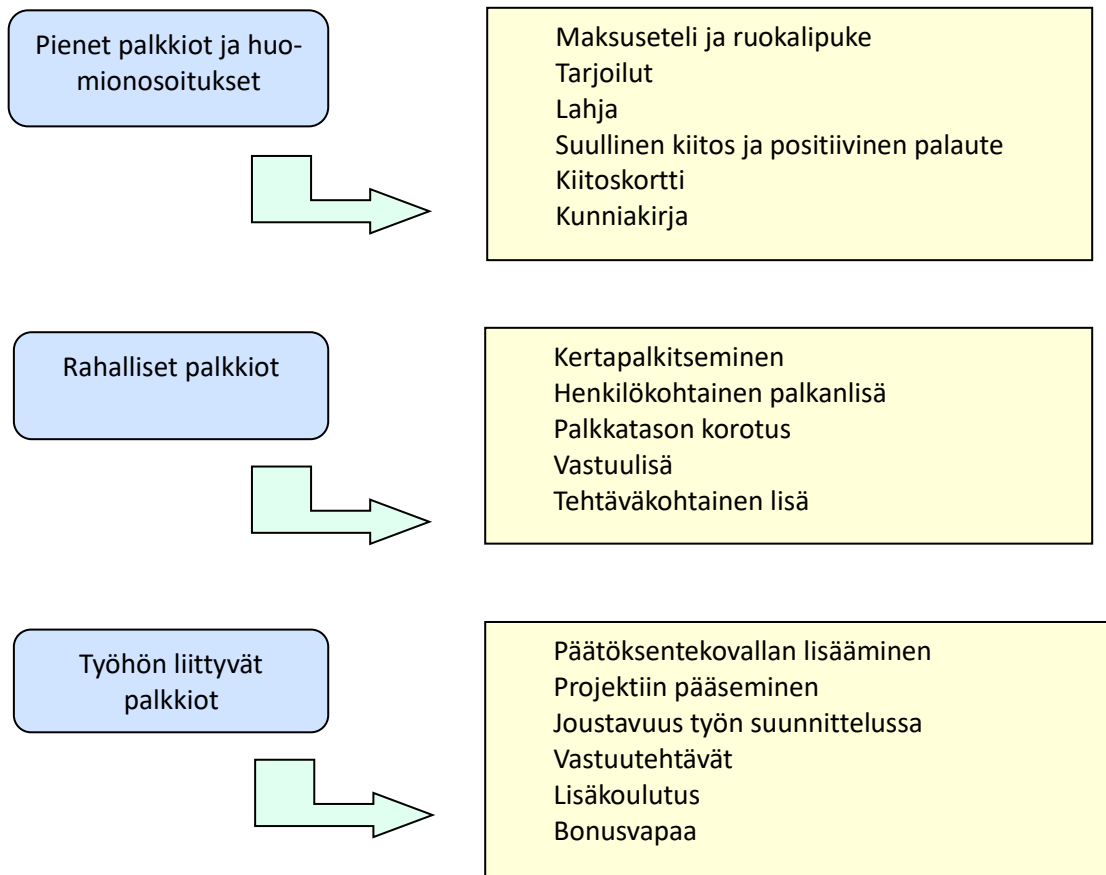 Pienet palkkiot ja huo-
mionosoitukset
Maksuseteli ja ruokalipuke
Tarjoilut
Lahja
Suullinen kiitos ja positiivinen palaute
Kiitoskortti
Kunniakirja
Rahalliset palkkiot
Kertapalkitseminen
Henkilökohtainen palkanlisä
Palkkatason korotus
Vastuulisä
Tehtäväkohtainen lisä
Työhön liittyvät
palkkiot
Päätöksentekovallan lisääminen
Projektiin pääseminen
Joustavuus työn suunnittelussa
Vastuutehtävät
Lisäkoulutus
Bonusvapaa